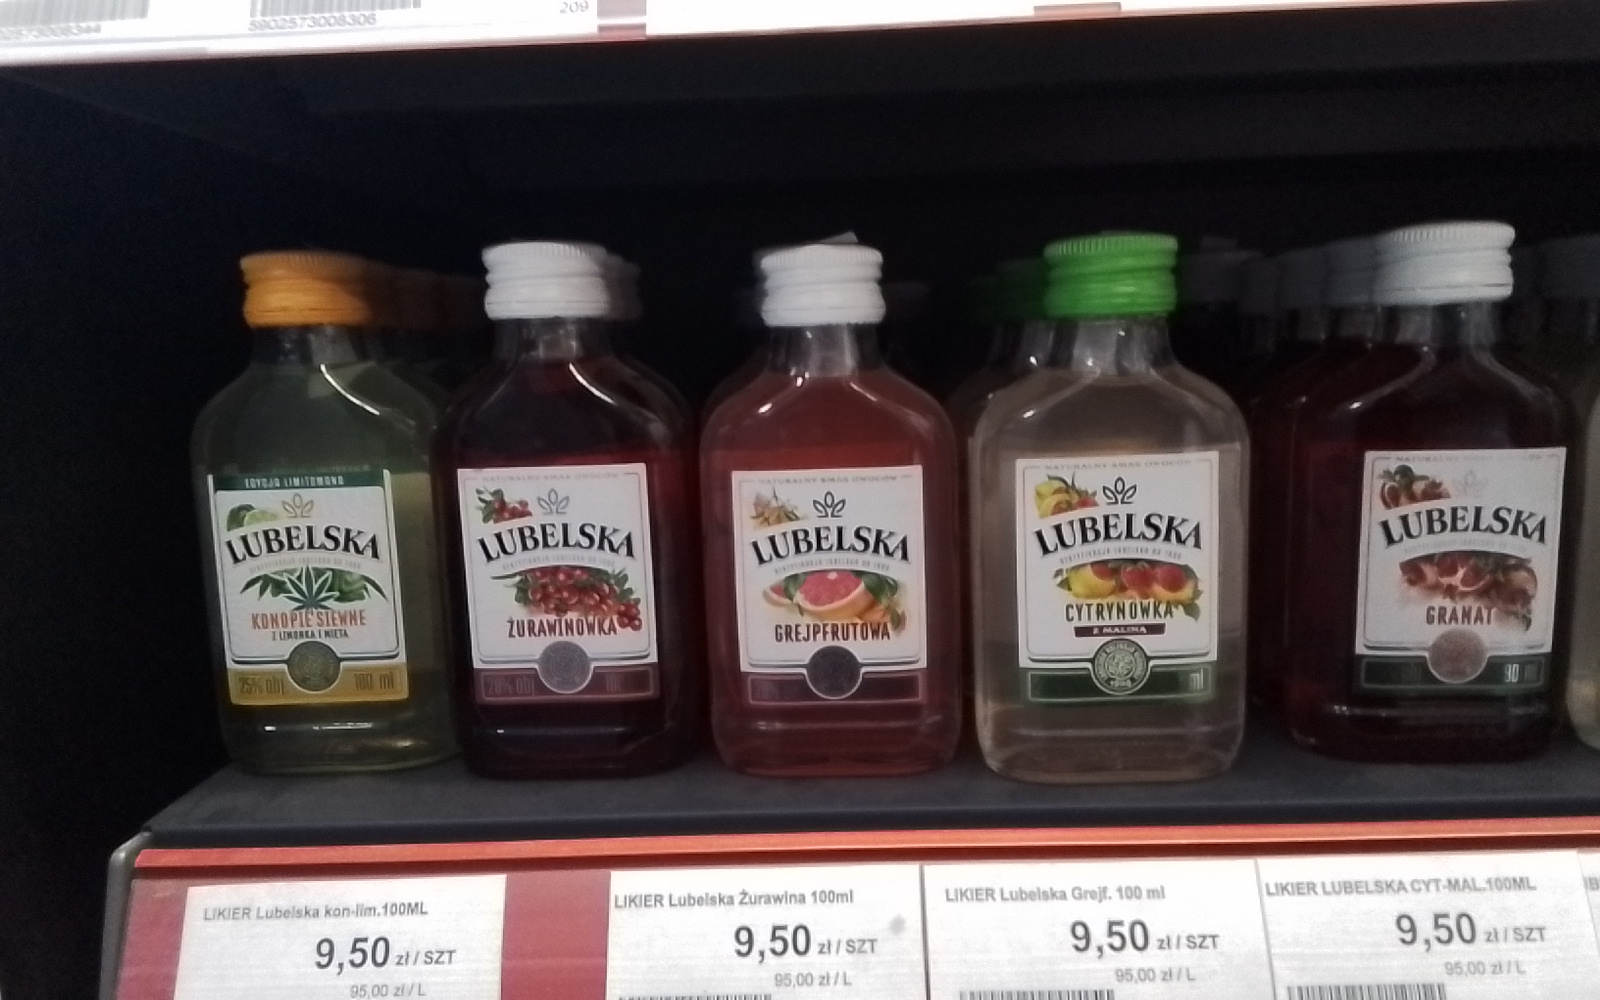 5902573008306
209
EDYCJA LIMITOWANA
LUBELSKA
KONOPIE SIEWNE
Z LIMONKĄ I MIĘTĄ
25% obj.
100 ml
LUBELSKA
ŻURAWINÓWKA
NATURALNY SMAK OWOCÓW
LUBELSKA
GREJPFRUTOWA
NATURALNY SMAK OWOCÓW
LUBELSKA
CYTRYNÓWKA
Z MALINĄ
ml
NATURALNY SMAK OWOCÓW
LUBELSKA
GRANAT
LIKIER Lubelska kon-lim.100ML
9,50 zł / SZT
95,00 zł / L
LIKIER Lubelska Żurawina 100ml
9,50 zł / SZT
95,00 zł / L
LIKIER Lubelska Grejf. 100 ml
9,50 zł / SZT
95,00 zł / L
LIKIER LUBELSKA CYT-MAL.100ML
9,50 zł / SZT
95,00 zł / L